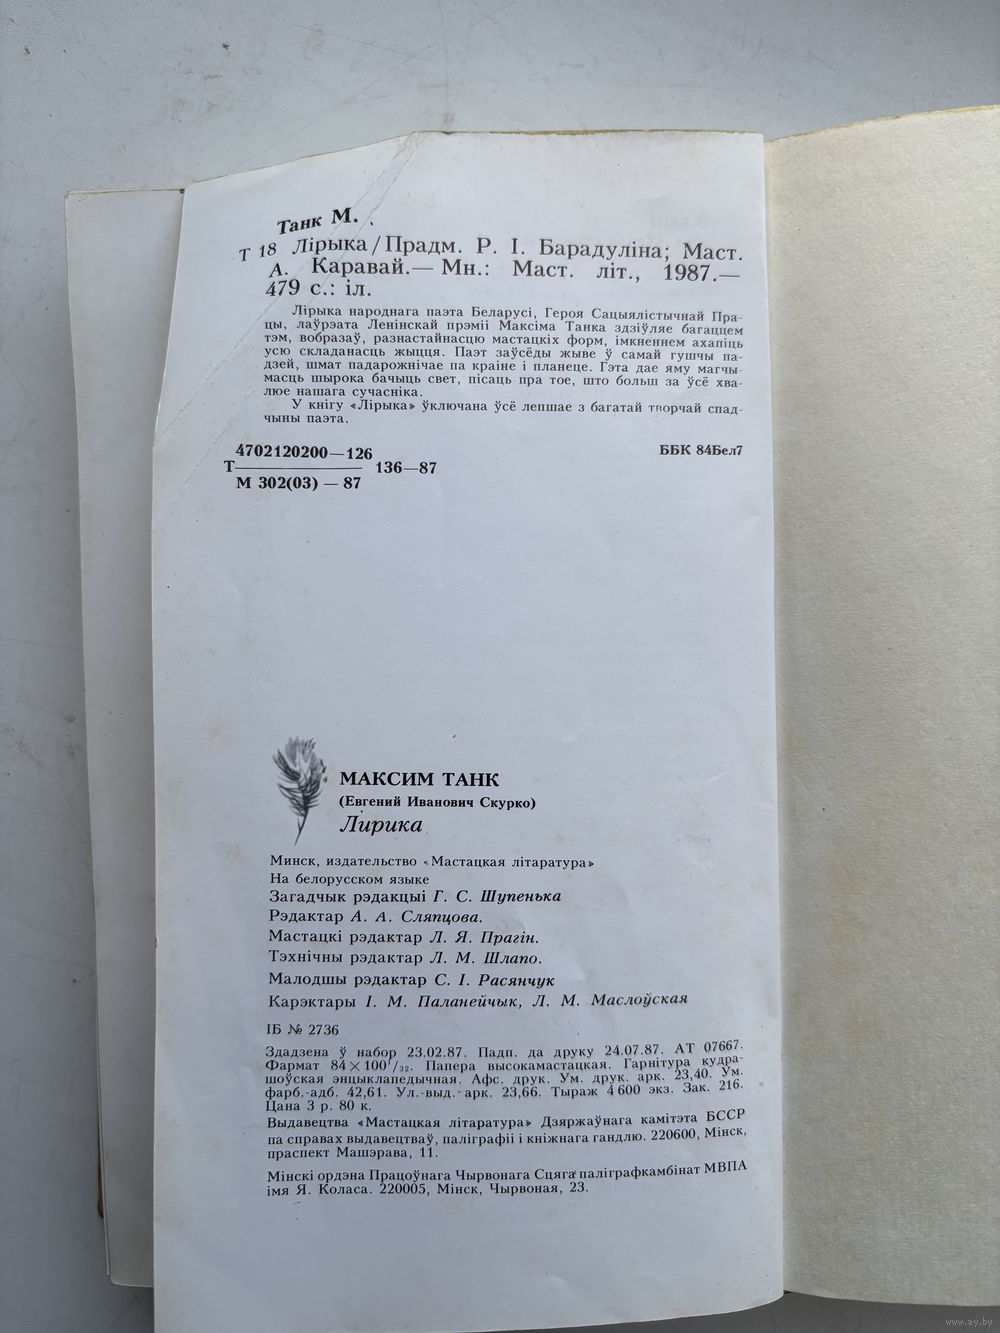 Танк М.
Т 18 Лірыка/Прадм. Р. І. Барадуліна; Маст.
А. Каравай.— Мн.: Маст. літ., 1987.—
479 с.: іл.
Лірыка народнага паэта Беларусі, Героя Сацыялістычнай Пра-
цы, лаўрэата Ленінскай прэміі Максіма Танка здзіўляе багаццем
тэм, вобразаў, разнастайнасцю мастацкіх форм, імкненнем ахапіць
усю складанасць жыцця. Паэт заўсёды жыве ў самай гушчы па-
дзей, шмат падарожнічае па краіне і планеце. Гэта дае яму магчы-
масць шырока бачыць свет, пісаць пра тое, што больш за ўсё хва-
люе нашага сучасніка.
У кнігу «Лірыка» ўключана ўсё лепшае з багатай творчай спад-
чыны паэта.
4702120200—126
Т 136—87
ББК 84Бел7
М 302(03) — 87
МАКСИМ ТАНК
(Евгений Иванович Скурко)
Лирика
Минск, издательство «Мастацкая літаратура»
На белорусском языке
Загадчык рэдакцыі Г. С. Шупенька
Рэдактар А. А. Сляпцова.
Мастацкі рэдактар Л. Я. Прагін.
Тэхнічны рэдактар Л. М. Шлапо.
Малодшы рэдактар С. І. Расянчук
Карэктары І. М. Паланейчык, Л. М. Маслоўская
ІБ № 2736
Здадзена ў набор 23.02.87. Падп. да друку 24.07.87. АТ 07667.
Фармат 84×100¹/₃₂. Папера высокамастацкая. Гарнітура кудра-
шоўская энцыклапедычная. Афс. друк. Ум. друк. арк. 23,40. Ум.
фарб.-адб. 42,61. Ул.-выд. арк. 23,66. Тыраж 4 600 экз. Зак. 216.
Цана 3 р. 80 к.
Выдавецтва «Мастацкая літаратура» Дзяржаўнага камітэта БССР
па справах выдавецтваў, паліграфіі і кніжнага гандлю. 220600, Мінск,
праспект Машэрава, 11.
Мінскі ордэна Працоўнага Чырвонага Сцяга паліграфкамбінат МВПА
імя Я. Коласа. 220005, Мінск, Чырвоная, 23.
www.ay.by